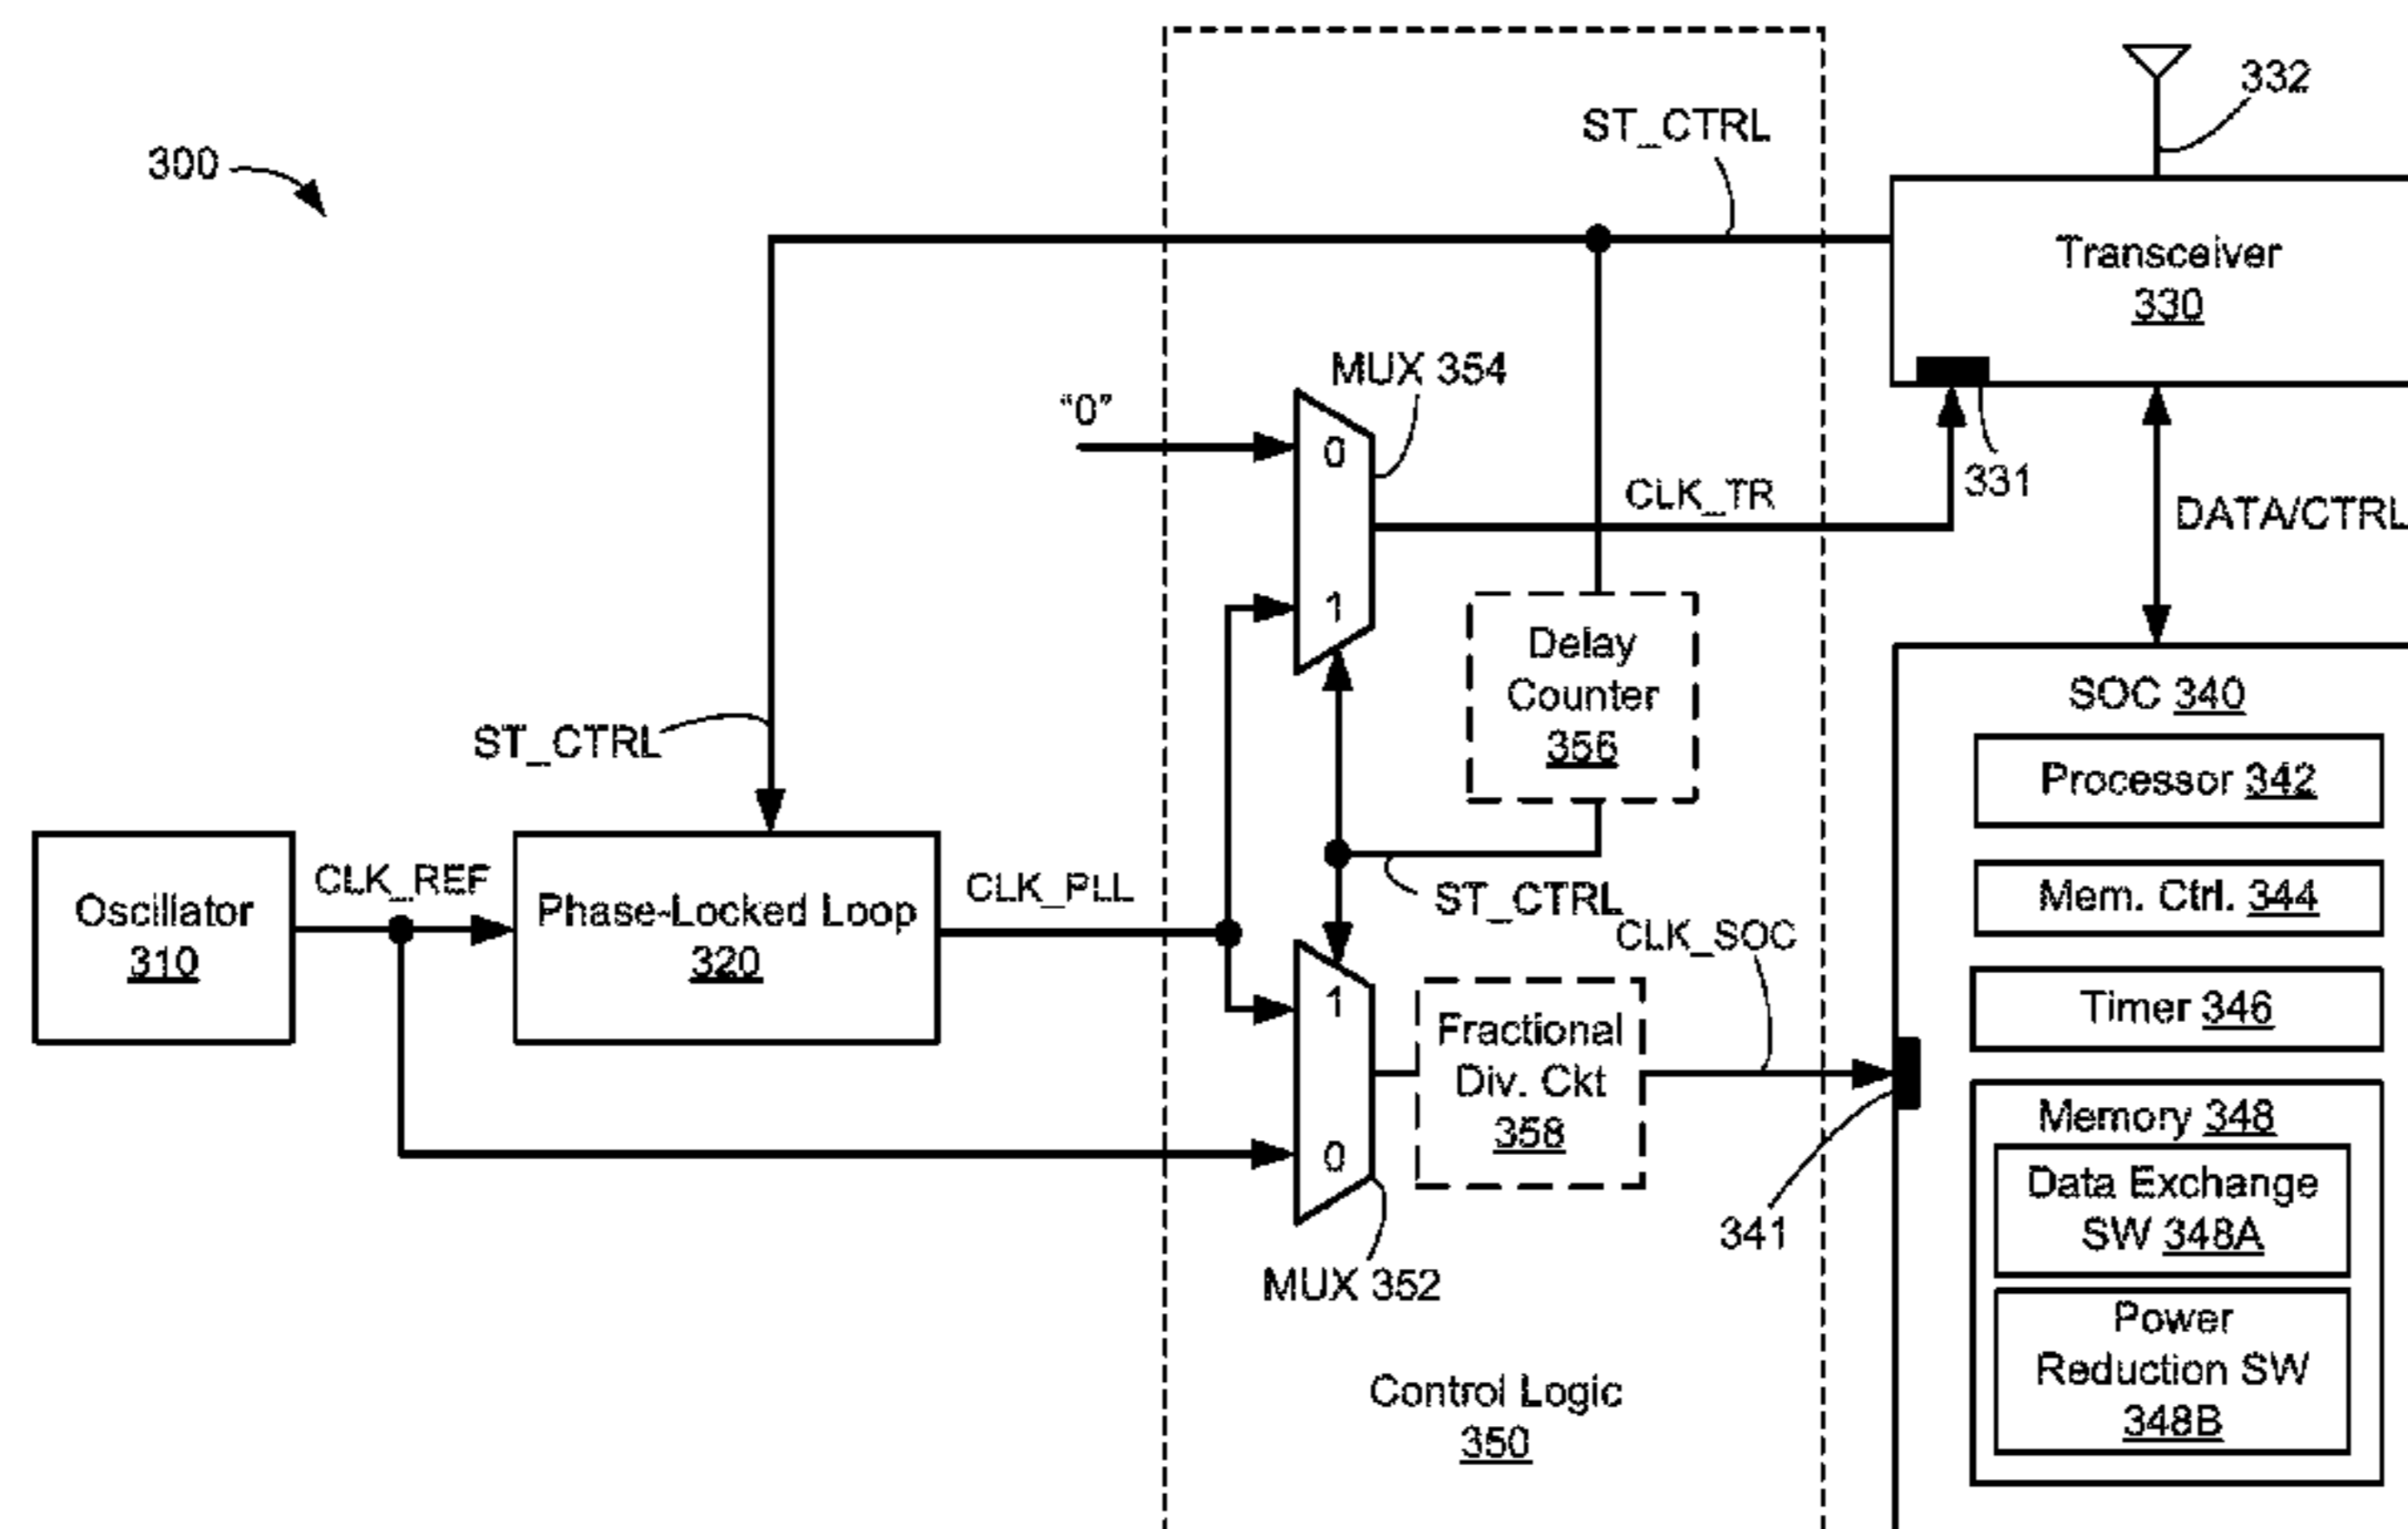 300
332
ST_CTRL
Transceiver
330
MUX 354
"0"
0
1
CLK_TR
331
DATA/CTRL
Delay
Counter
356
ST_CTRL
ST_CTRL
Oscillator
310
CLK_REF
Phase-Locked Loop
320
CLK_PLL
1
0
MUX 352
Fractional
Div. Ckt
358
CLK_SOC
341
Control Logic
350
SOC 340
Processor 342
Mem. Ctrl. 344
Timer 346
Memory 348
Data Exchange
SW 348A
Power
Reduction SW
348B